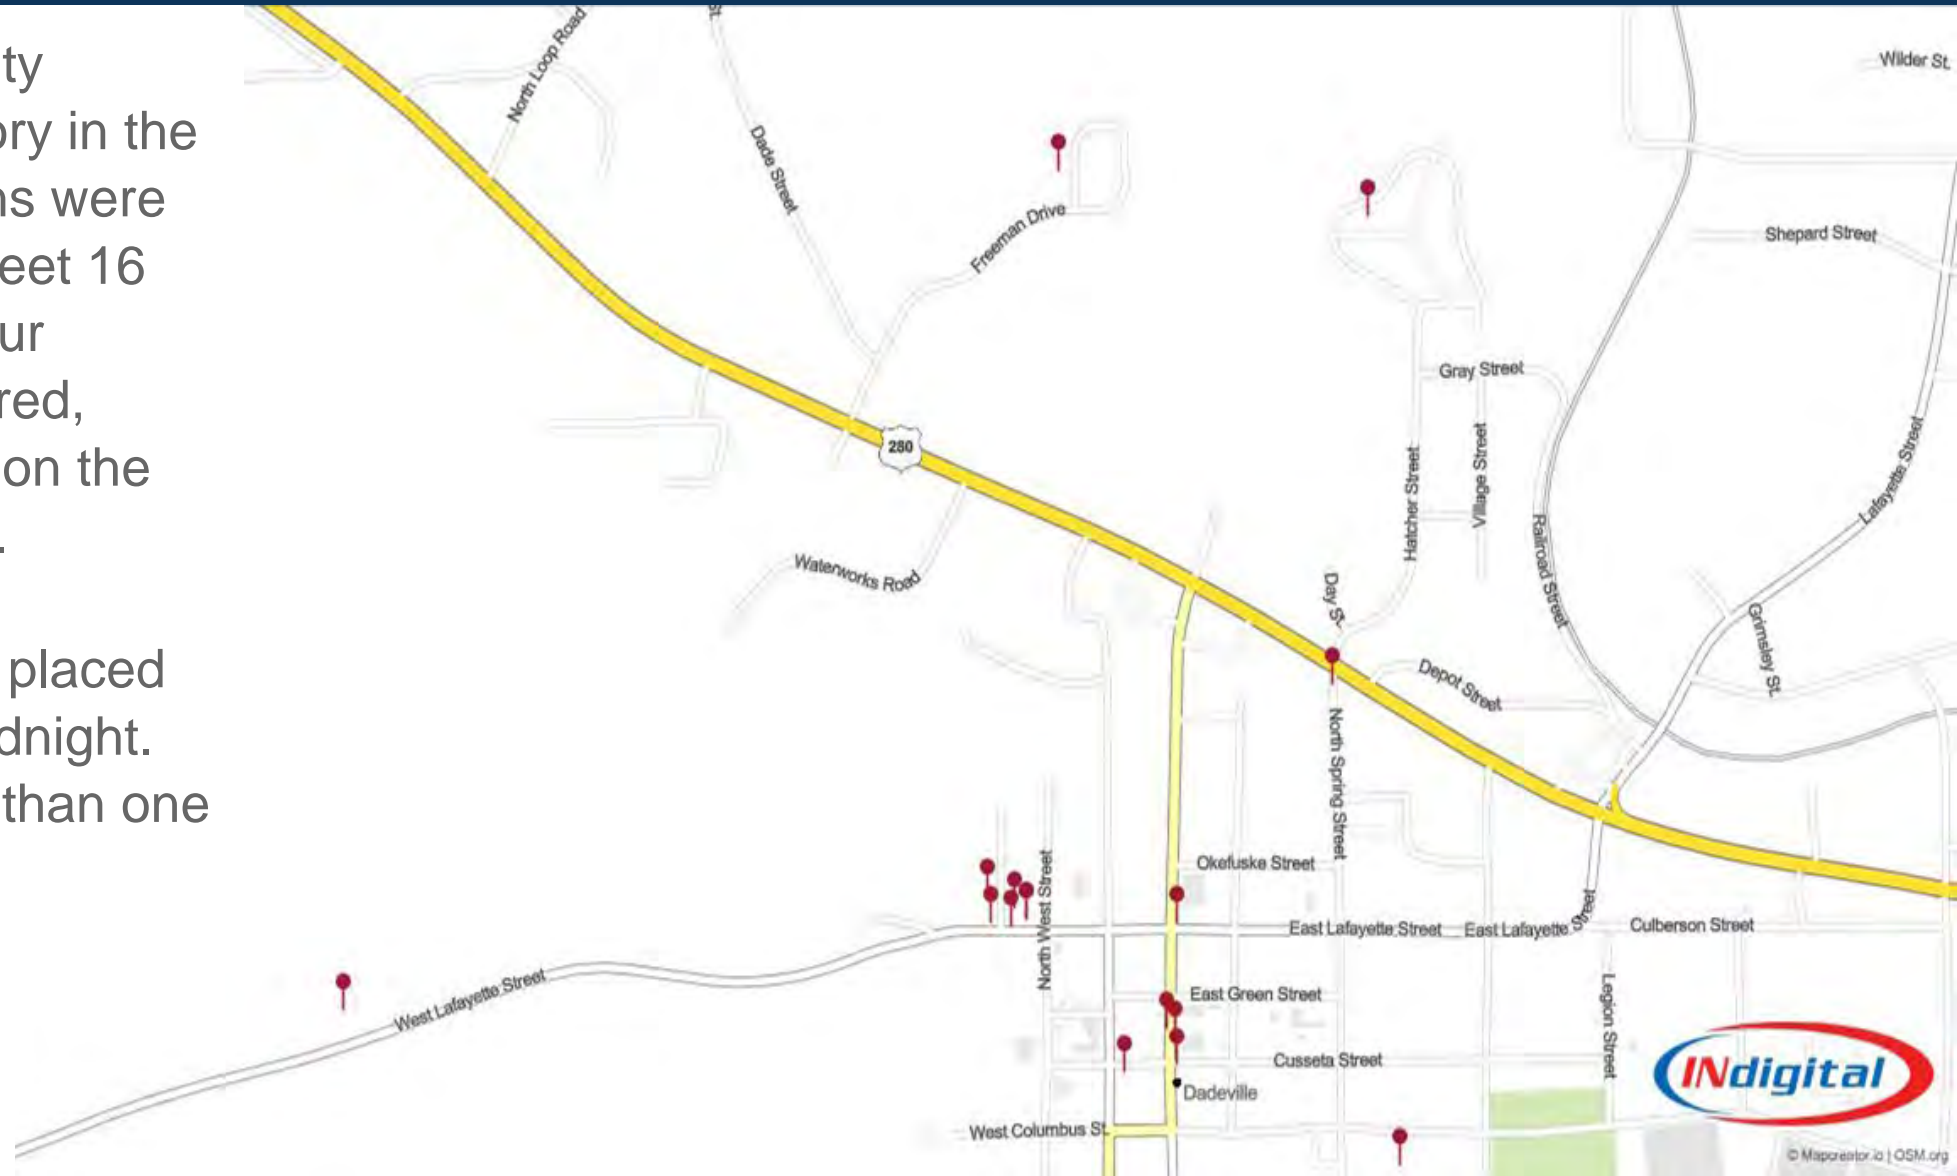 ty
ory in the
ns were
eet 16
ur
red,
on the
.
placed
dnight.
than one
North Loop Road
St.
Dade Street
Freeman Drive
Wilder St.
Shepard Street
280
Gray Street
Hatcher Street
Village Street
Railroad Street
Lafayette Street
Waterworks Road
Day St.
Grimsley St.
Depot Street
North Spring Street
Okefuske Street
North West Street
East Lafayette Street
East Lafayette Street
Culberson Street
West Lafayette Street
East Green Street
Legion Street
Cusseta Street
Dadeville
West Columbus St.
INdigital
© Mapcreator.io | OSM.org